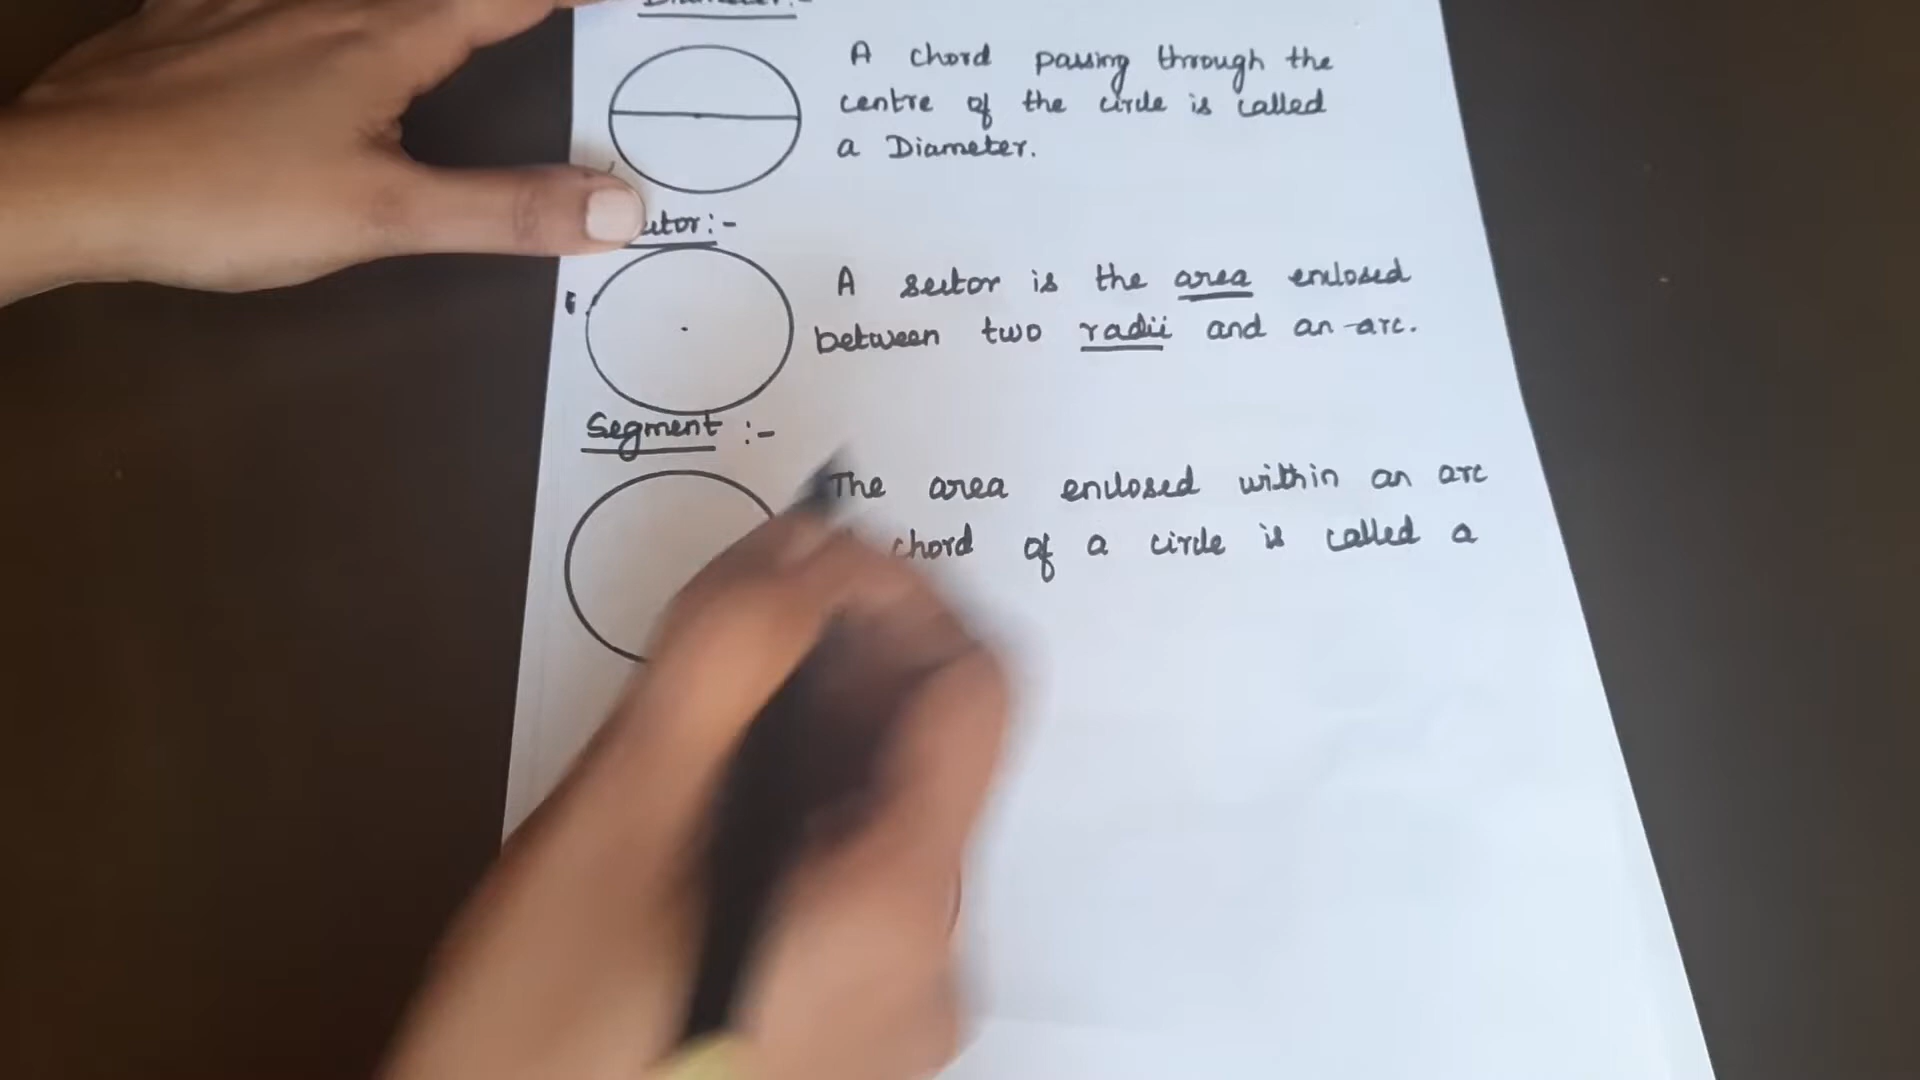 Diameter:-
A chord passing through the
centre of the circle is called
a Diameter.
A sector is the area enclosed
between two radii and an arc.
Segment :-
The area enclosed within an arc
chord of a circle is called a